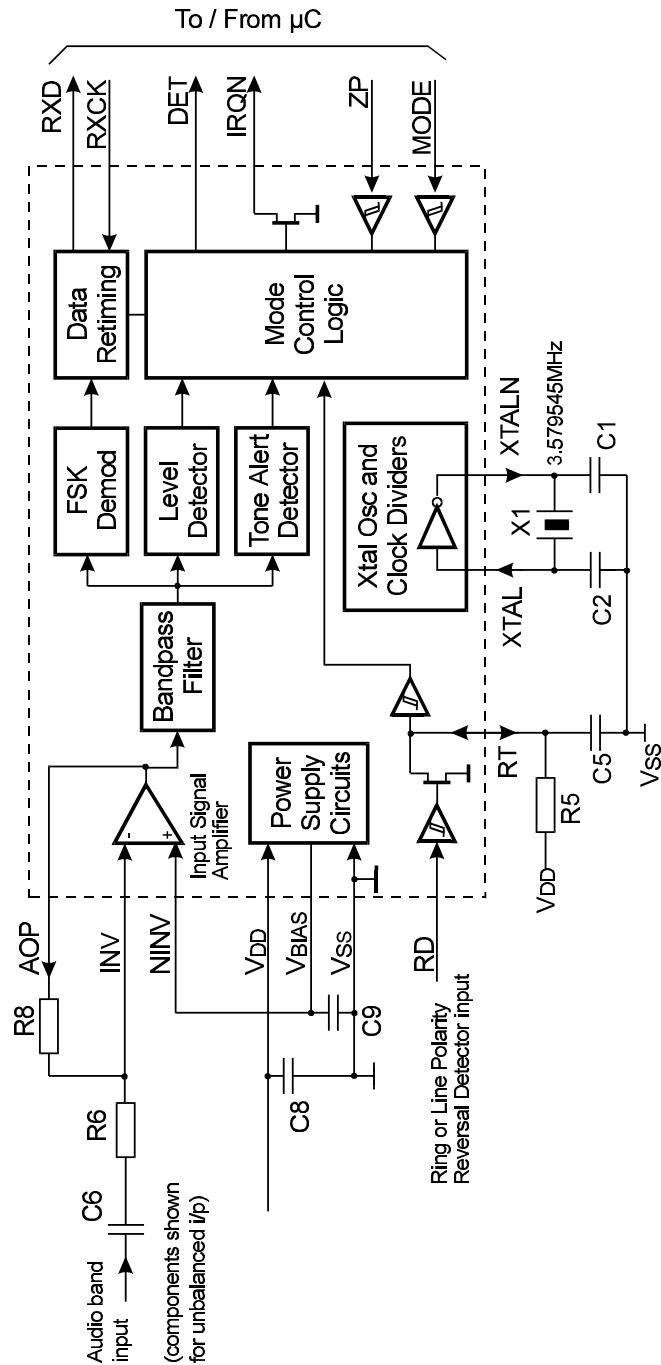 To / From µC
RXD
RXCK
DET
IRQN
ZP
MODE
Data
Retiming
Mode
Control
Logic
FSK
Demod
Level
Detector
Tone Alert
Detector
Xtal Osc and
Clock Dividers
XTALN
3.579545MHz
X1
C1
XTAL
C2
Bandpass
Filter
Input Signal
Amplifier
-
+
Power
Supply
Circuits
RT
C5
VSS
R5
VDD
AOP
INV
NINV
VDD
VBIAS
VSS
RD
R8
R6
C6
C9
C8
Ring or Line Polarity
Reversal Detector input
Audio band
input
(components shown
for unbalanced i/p)